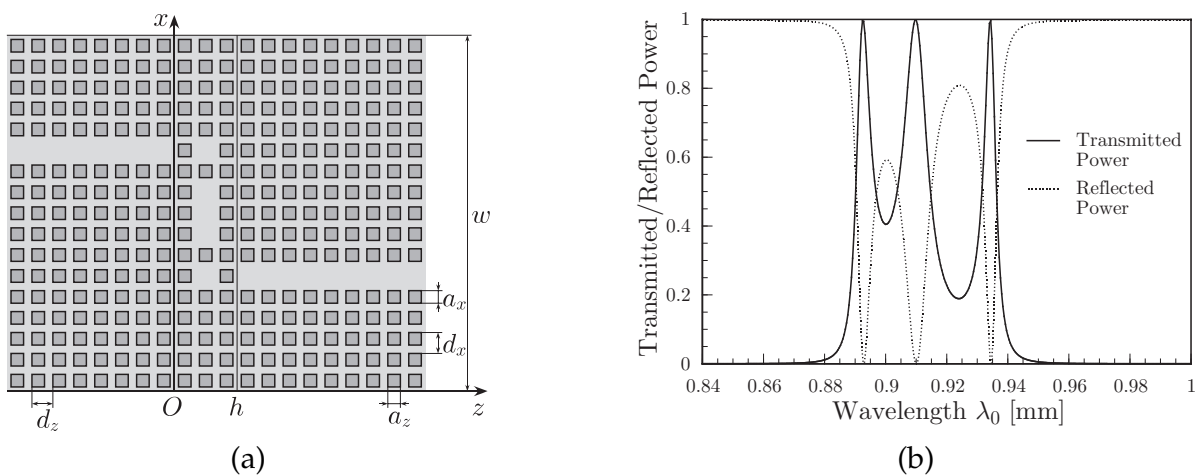 x
w
a_x
d_x
O
h
z
d_z
a_z
(a)
Transmitted/Reflected Power
1
0.8
0.6
0.4
0.2
0
0.84
0.86
0.88
0.9
0.92
0.94
0.96
0.98
1
Wavelength λ₀ [mm]
Transmitted
Power
Reflected
Power
(b)